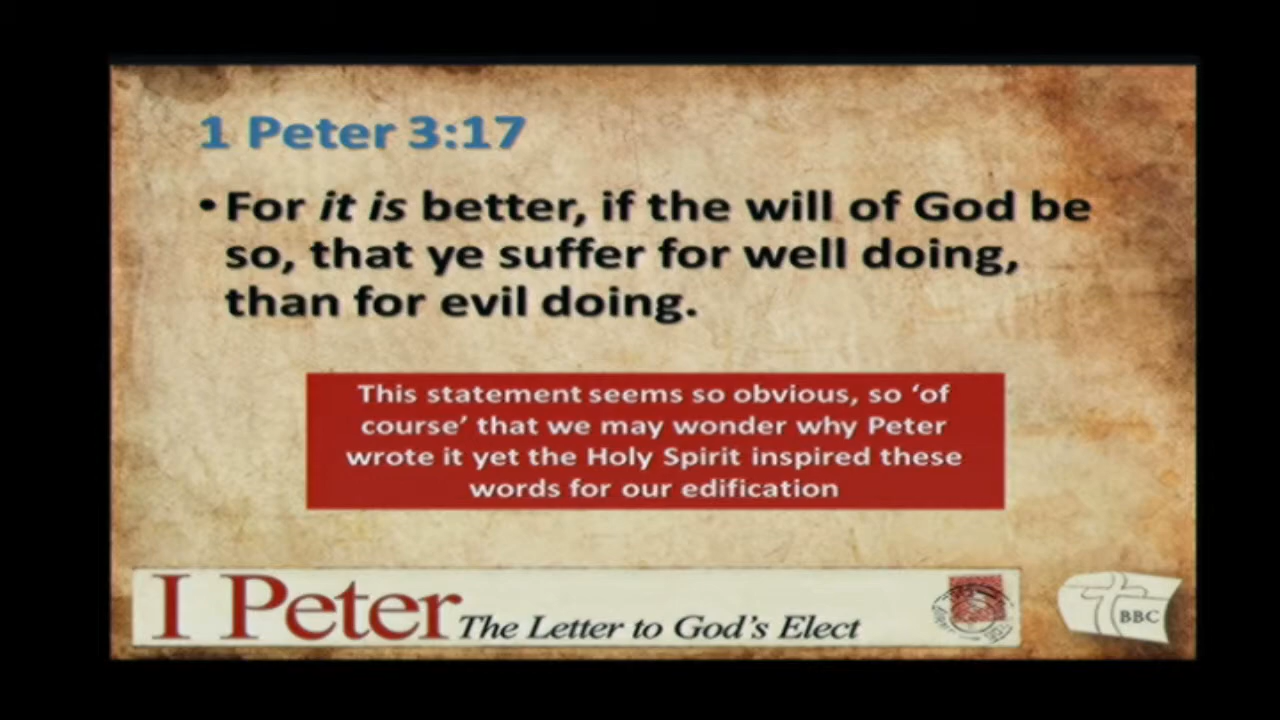 1 Peter 3:17
• For it is better, if the will of God be
so, that ye suffer for well doing,
than for evil doing.
This statement seems so obvious, so ‘of
course’ that we may wonder why Peter
wrote it yet the Holy Spirit inspired these
words for our edification
I Peter The Letter to God's Elect
BBC